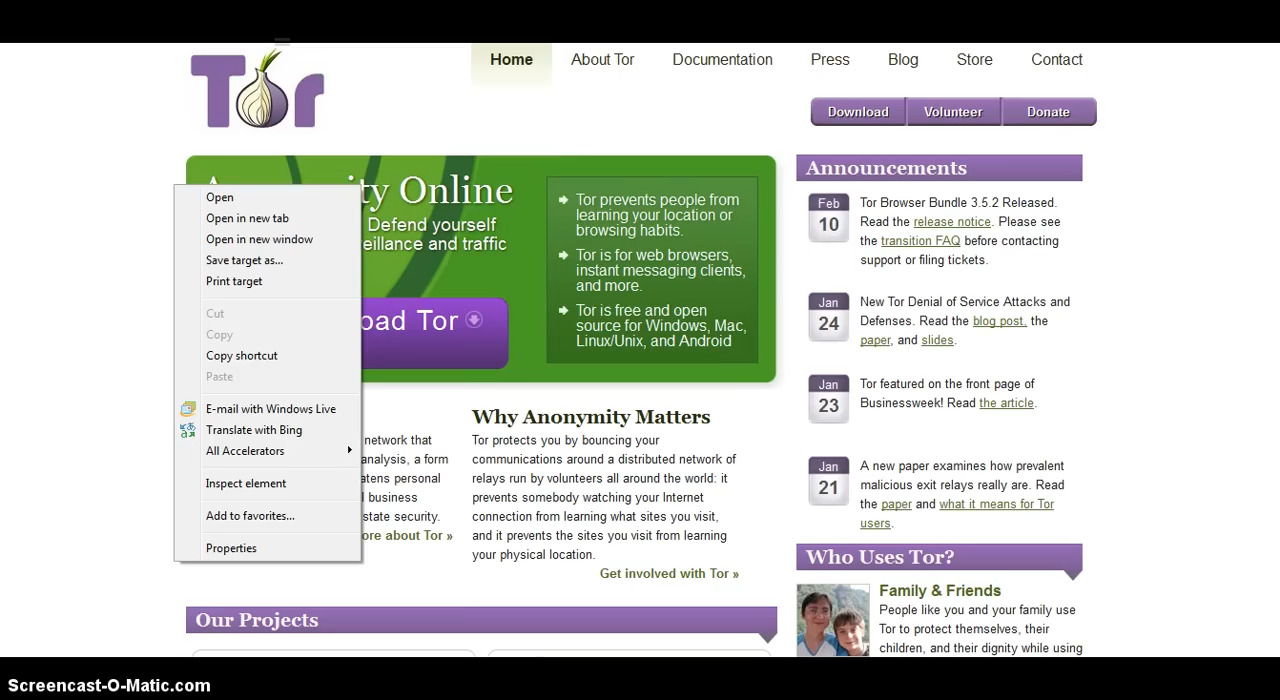 Tor
Home
About Tor
Documentation
Press
Blog
Store
Contact
Download
Volunteer
Donate
ity Online
Defend yourself
eillance and traffic
oad Tor
Tor prevents people from
learning your location or
browsing habits.
Tor is for web browsers,
instant messaging clients,
and more.
Tor is free and open
source for Windows, Mac,
Linux/Unix, and Android
Open
Open in new tab
Open in new window
Save target as...
Print target
Cut
Copy
Copy shortcut
Paste
E-mail with Windows Live
Translate with Bing
All Accelerators
Inspect element
Add to favorites...
Properties
network that
analysis, a form
atens personal
l business
state security.
ore about Tor »
Why Anonymity Matters
Tor protects you by bouncing your
communications around a distributed network of
relays run by volunteers all around the world: it
prevents somebody watching your Internet
connection from learning what sites you visit,
and it prevents the sites you visit from learning
your physical location.
Get involved with Tor »
Our Projects
Announcements
Feb
10
Tor Browser Bundle 3.5.2 Released.
Read the release notice. Please see
the transition FAQ before contacting
support or filing tickets.
Jan
24
New Tor Denial of Service Attacks and
Defenses. Read the blog post, the
paper, and slides.
Jan
23
Tor featured on the front page of
Businessweek! Read the article.
Jan
21
A new paper examines how prevalent
malicious exit relays really are. Read
the paper and what it means for Tor
users.
Who Uses Tor?
Family & Friends
People like you and your family use
Tor to protect themselves, their
children, and their dignity while using
Screencast-O-Matic.com